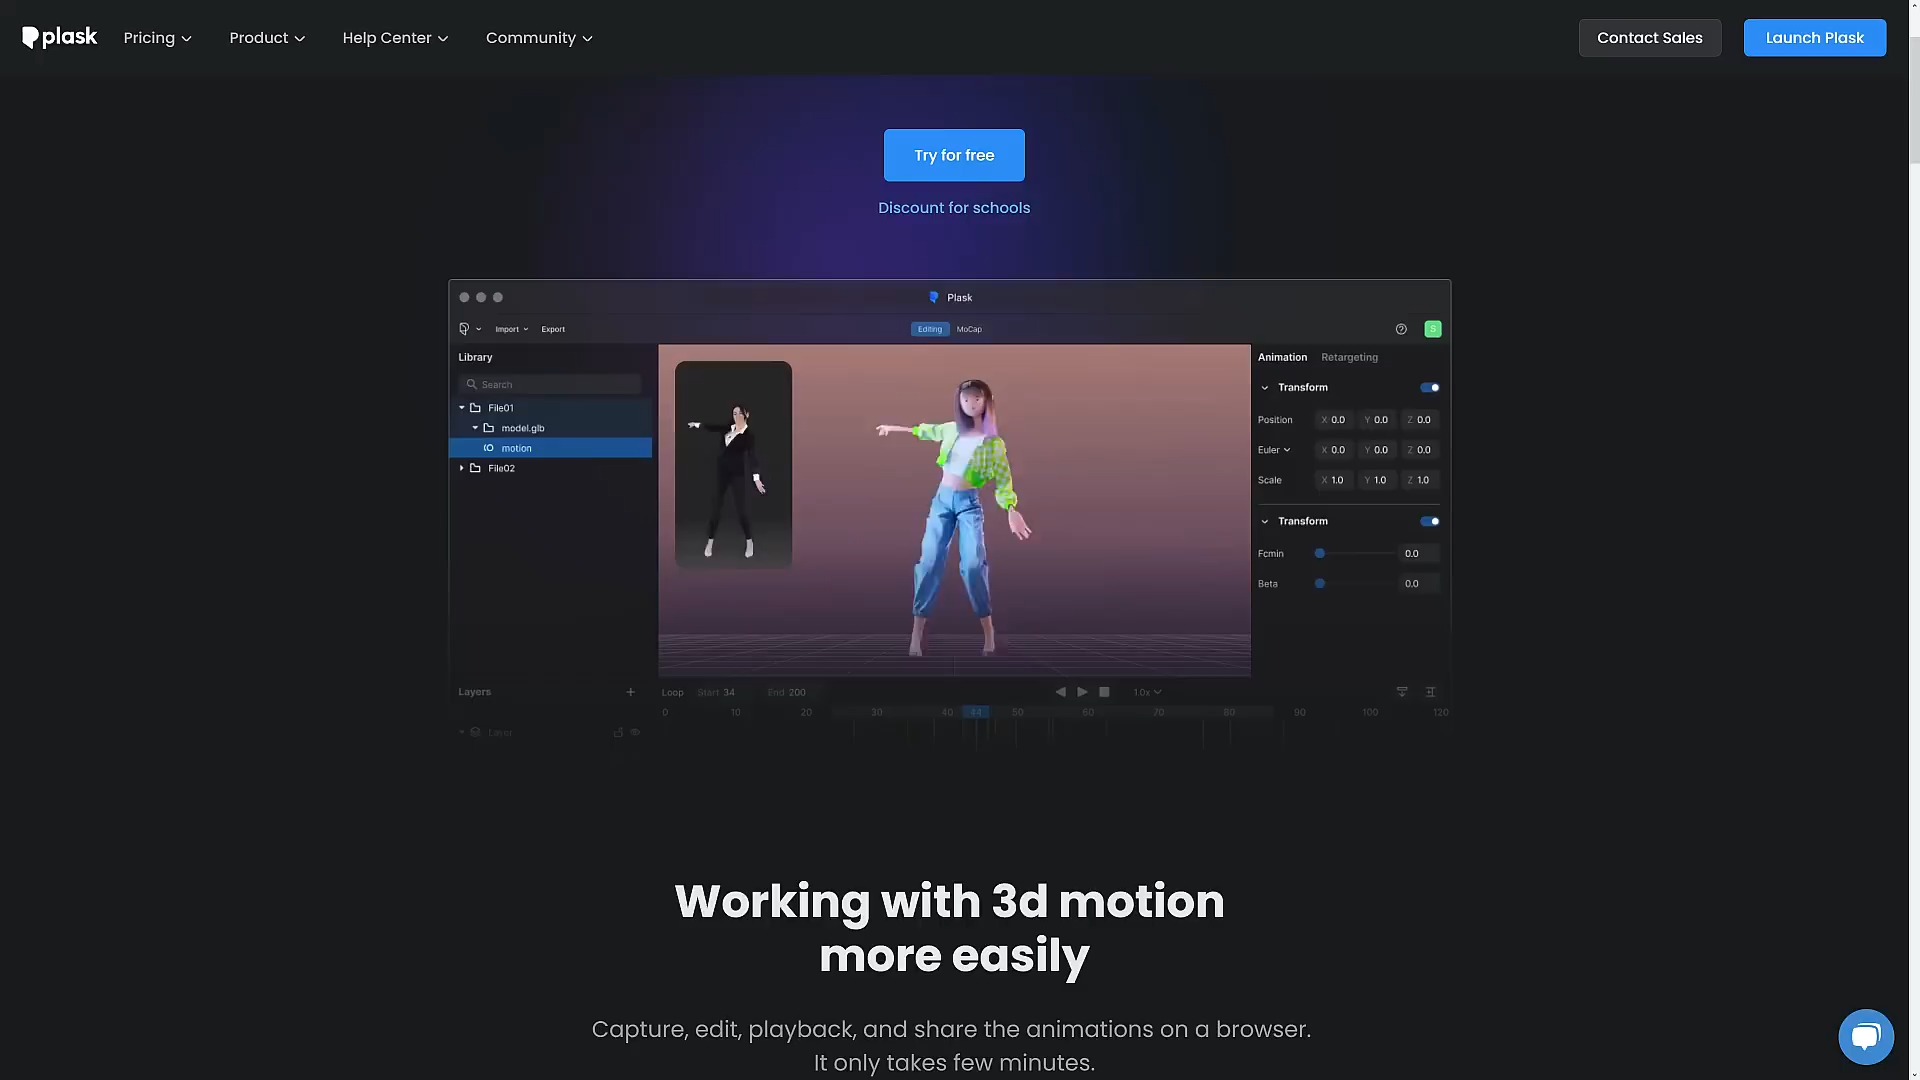 plask
Pricing
Product
Help Center
Community
Contact Sales
Launch Plask
Try for free
Discount for schools
Plask
Import
Export
Editing
MoCap
S
Library
Search
File01
model.glb
motion
File02
Animation
Retargeting
Transform
Position X 0.0 Y 0.0 Z 0.0
Euler X 0.0 Y 0.0 Z 0.0
Scale X 1.0 Y 1.0 Z 1.0
Transform
Fcmin 0.0
Beta 0.0
Layers
Loop Start 34 End 200
1.0x
0 10 20 30 40 44 50 60 70 80 90 100 120
Layer
Working with 3d motion
more easily
Capture, edit, playback, and share the animations on a browser.
It only takes few minutes.